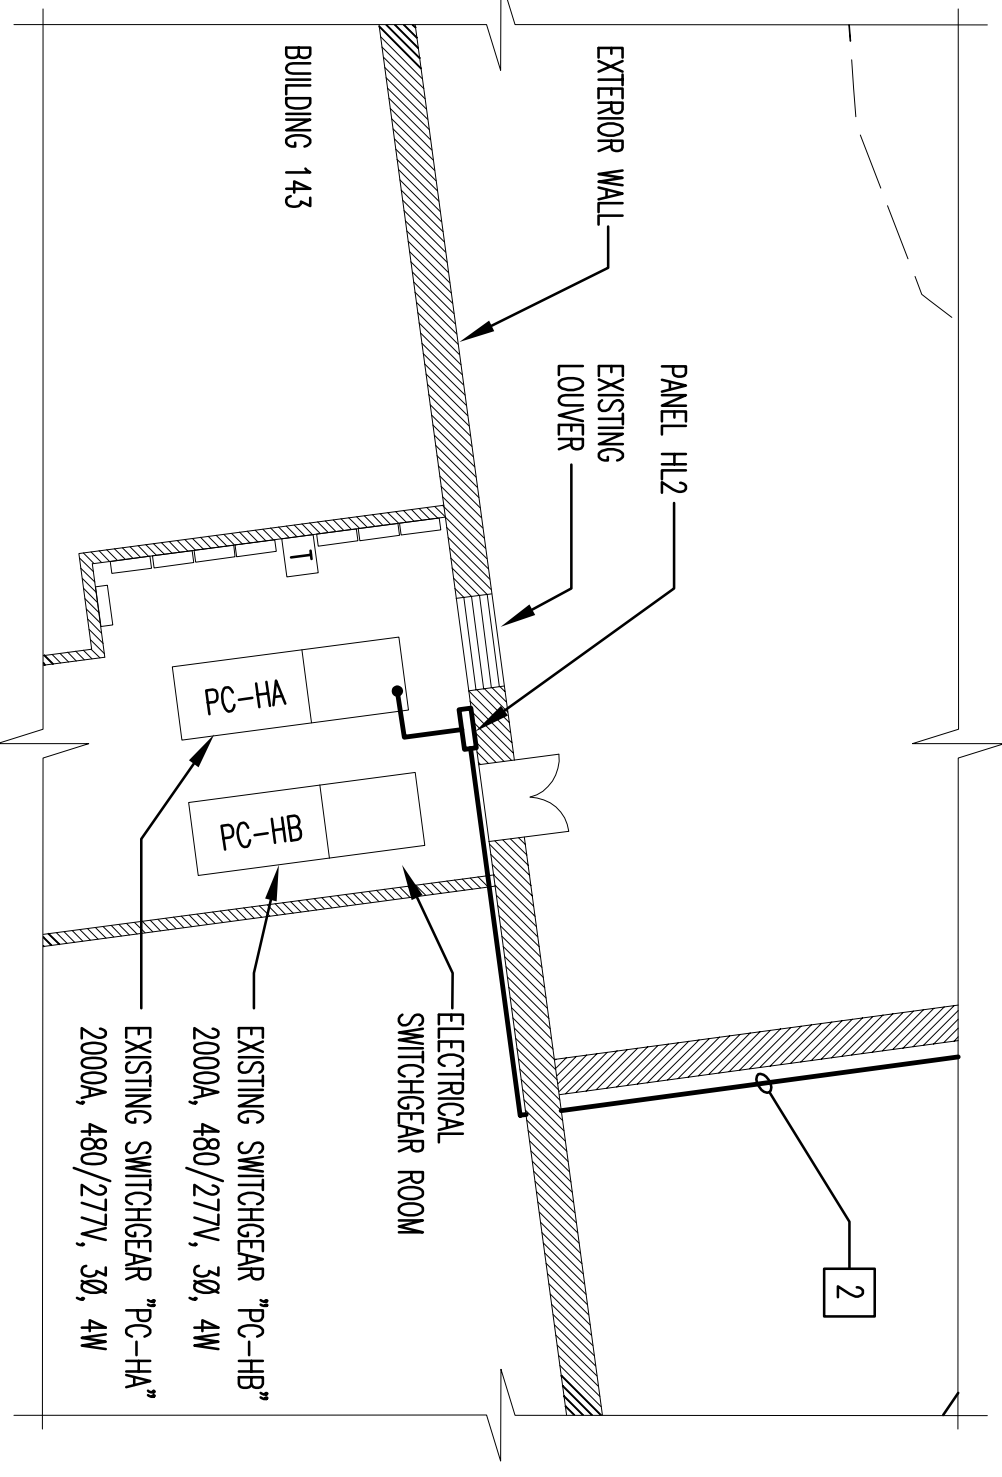 EXTERIOR WALL
PANEL HL2
EXISTING
LOUVER
BUILDING 143
T
PC-HA
PC-HB
2
ELECTRICAL
SWITCHGEAR ROOM
EXISTING SWITCHGEAR "PC-HB"
2000A, 480/277V, 3Ø, 4W
EXISTING SWITCHGEAR "PC-HA"
2000A, 480/277V, 3Ø, 4W